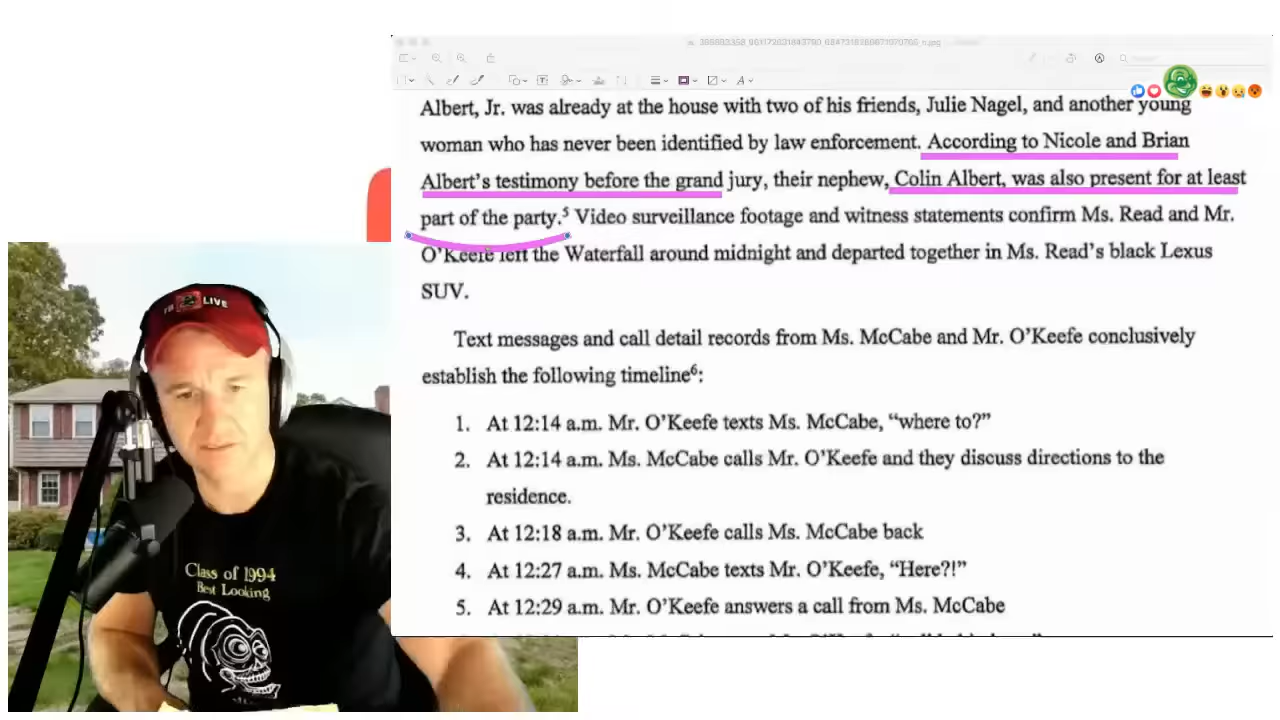 Albert, Jr. was already at the house with two of his friends, Julie Nagel, and another young
woman who has never been identified by law enforcement. According to Nicole and Brian
Albert's testimony before the grand jury, their nephew, Colin Albert, was also present for at least
part of the party.5 Video surveillance footage and witness statements confirm Ms. Read and Mr.
O'Keefe left the Waterfall around midnight and departed together in Ms. Read's black Lexus
SUV.
Text messages and call detail records from Ms. McCabe and Mr. O'Keefe conclusively
establish the following timeline6:
1. At 12:14 a.m. Mr. O'Keefe texts Ms. McCabe, “where to?”
2. At 12:14 a.m. Ms. McCabe calls Mr. O'Keefe and they discuss directions to the
residence.
3. At 12:18 a.m. Mr. O'Keefe calls Ms. McCabe back
4. At 12:27 a.m. Ms. McCabe texts Mr. O'Keefe, “Here?!”
5. At 12:29 a.m. Mr. O'Keefe answers a call from Ms. McCabe
LIVE
Class of 1994
Best Looking